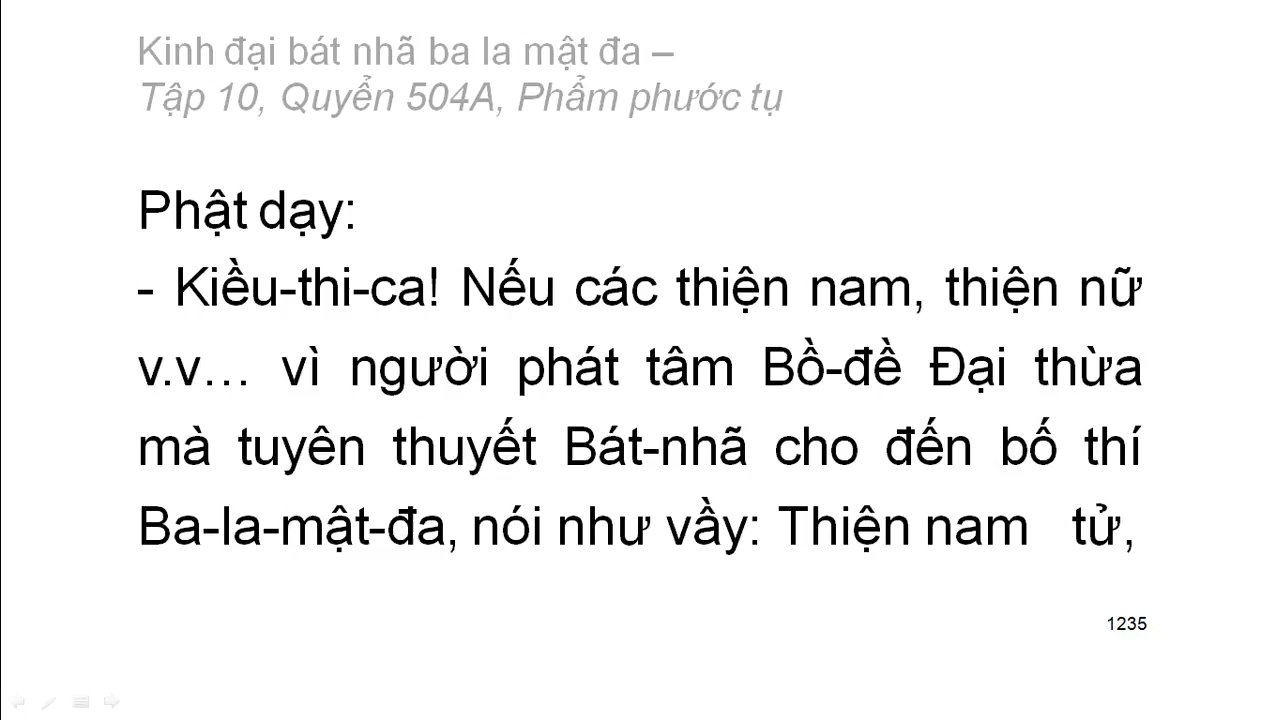 Kinh đại bát nhã ba la mật đa –
Tập 10, Quyển 504A, Phẩm phước tụ
Phật dạy:
- Kiều-thi-ca! Nếu các thiện nam, thiện nữ
v.v… vì người phát tâm Bồ-đề Đại thừa
mà tuyên thuyết Bát-nhã cho đến bố thí
Ba-la-mật-đa, nói như vầy: Thiện nam tử,
1235